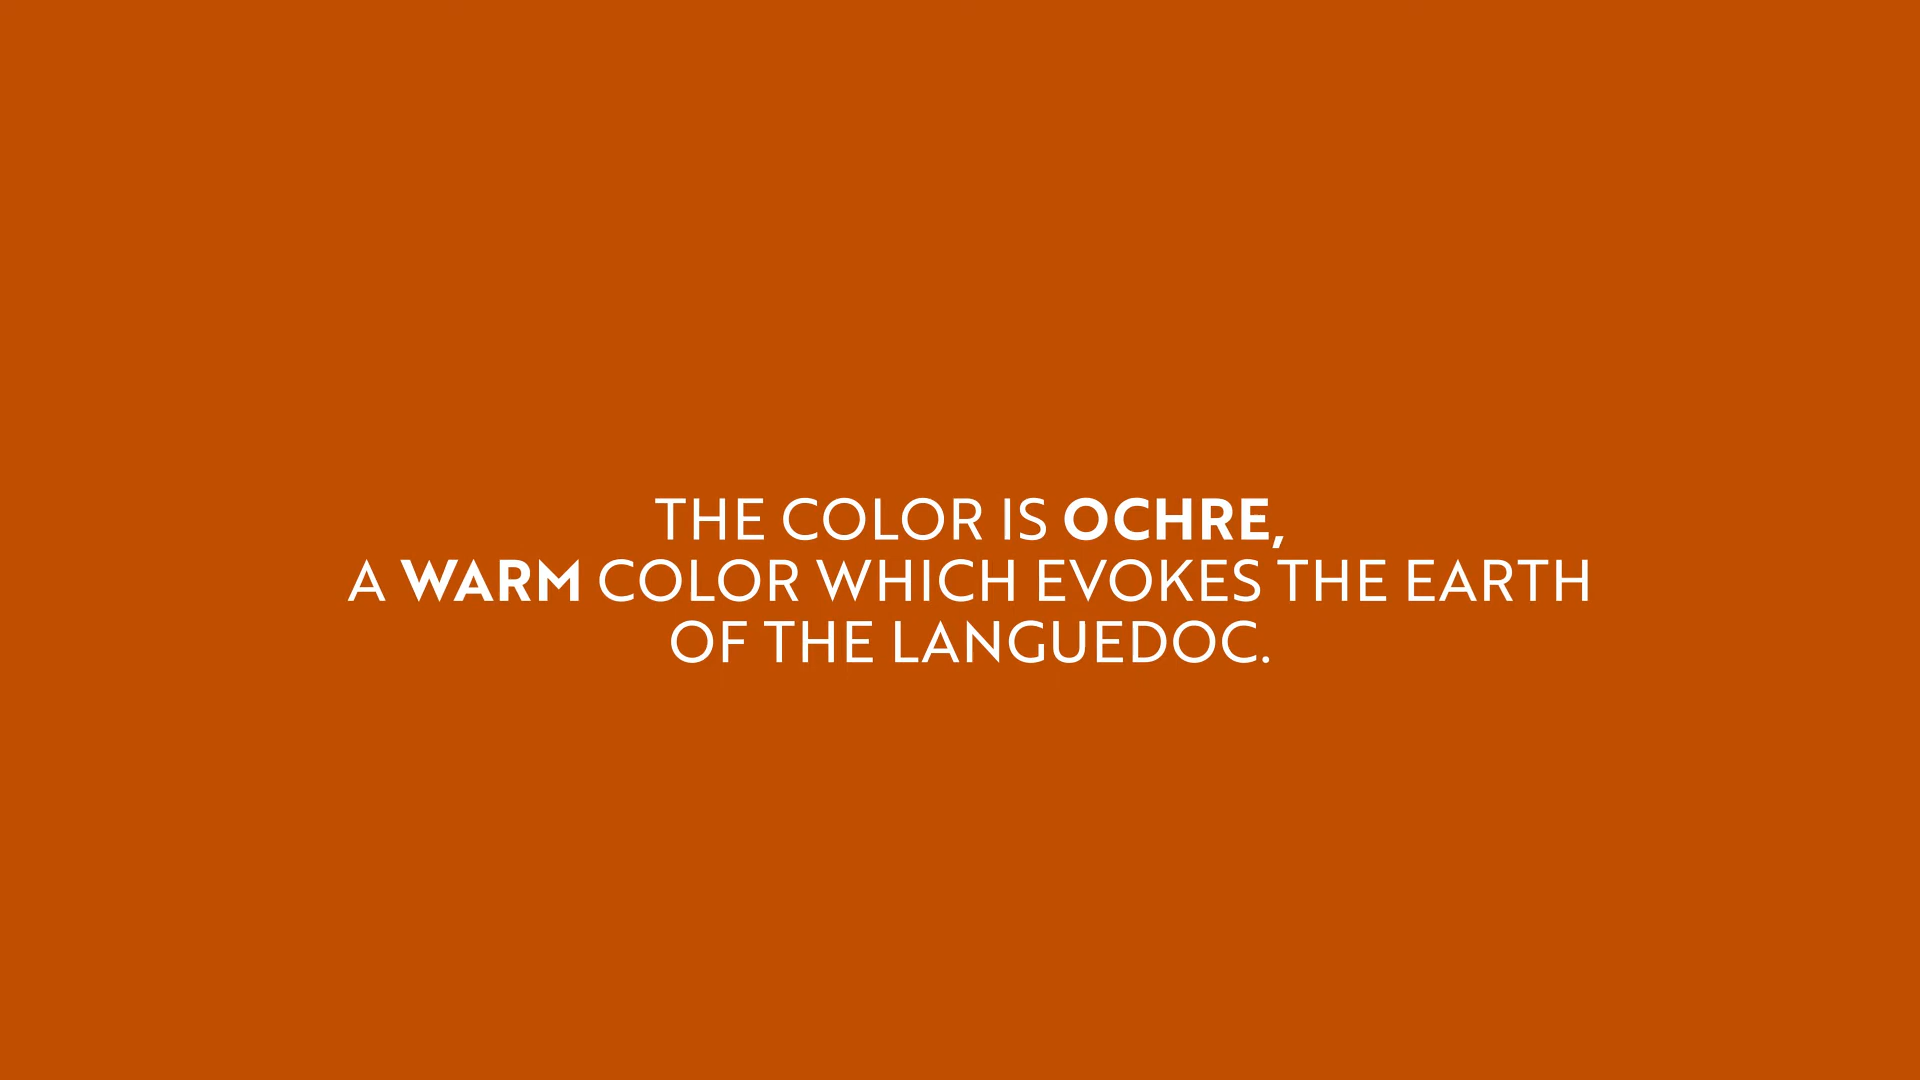 THE COLOR IS OCHRE,
A WARM COLOR WHICH EVOKES THE EARTH
OF THE LANGUEDOC.